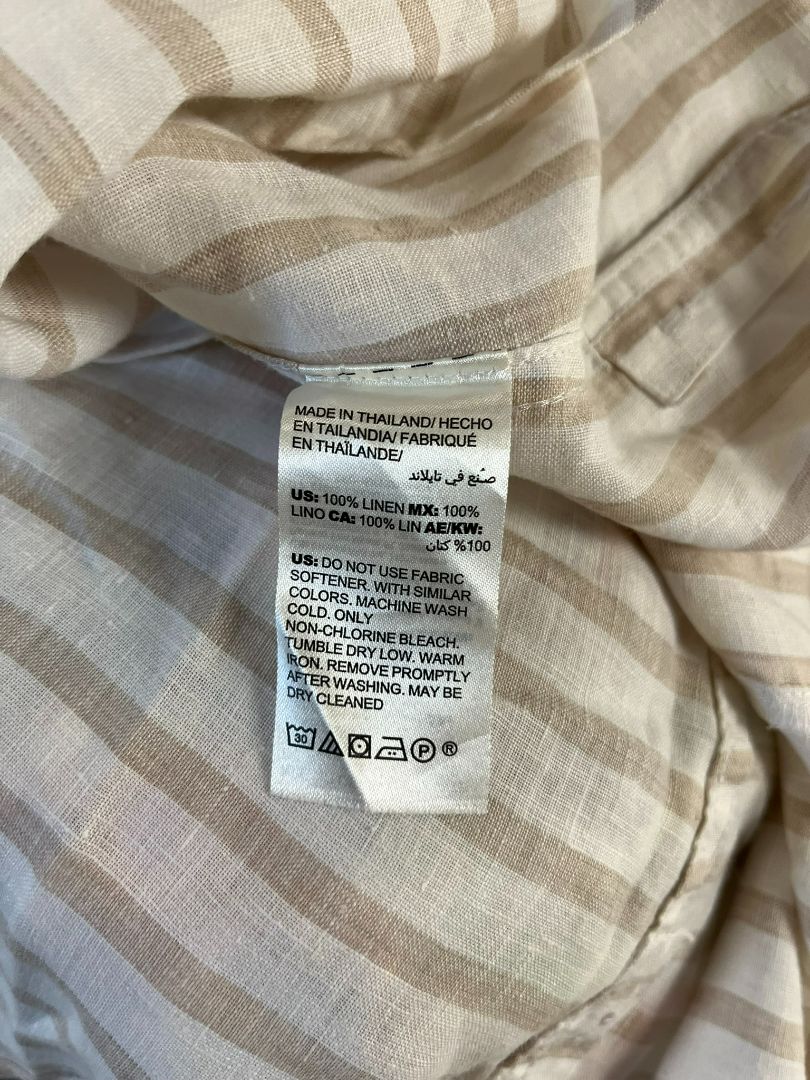 MADE IN THAILAND/ HECHO
EN TAILANDIA/ FABRIQUÉ
EN THAÏLANDE/
صُنع في تايلاند
US: 100% LINEN MX: 100%
LINO CA: 100% LIN AE/KW:
100% كتان
US: DO NOT USE FABRIC
SOFTENER. WITH SIMILAR
COLORS. MACHINE WASH
COLD. ONLY
NON-CHLORINE BLEACH.
TUMBLE DRY LOW. WARM
IRON. REMOVE PROMPTLY
AFTER WASHING. MAY BE
DRY CLEANED
30 P ®